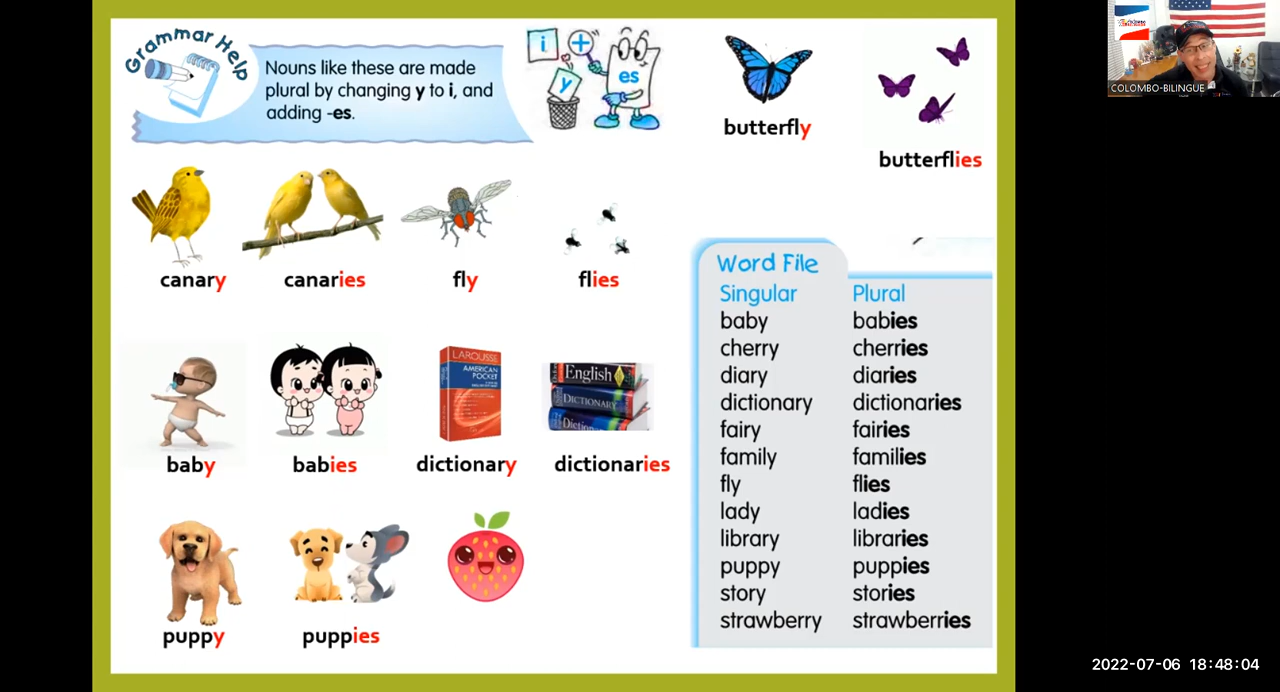 Grammar Help
Nouns like these are made
plural by changing y to i, and
adding -es.
i
+
y
es
butterfly
butterflies
COLOMBO-BILINGUE
canary
canaries
fly
flies
Word File
Singular Plural
baby babies
cherry cherries
diary diaries
dictionary dictionaries
fairy fairies
family families
fly flies
lady ladies
library libraries
puppy puppies
story stories
strawberry strawberries
LAROUSSE
AMERICAN
POCKET
English
DICTIONARY
baby
babies
dictionary
dictionaries
puppy
puppies
2022-07-06 18:48:04